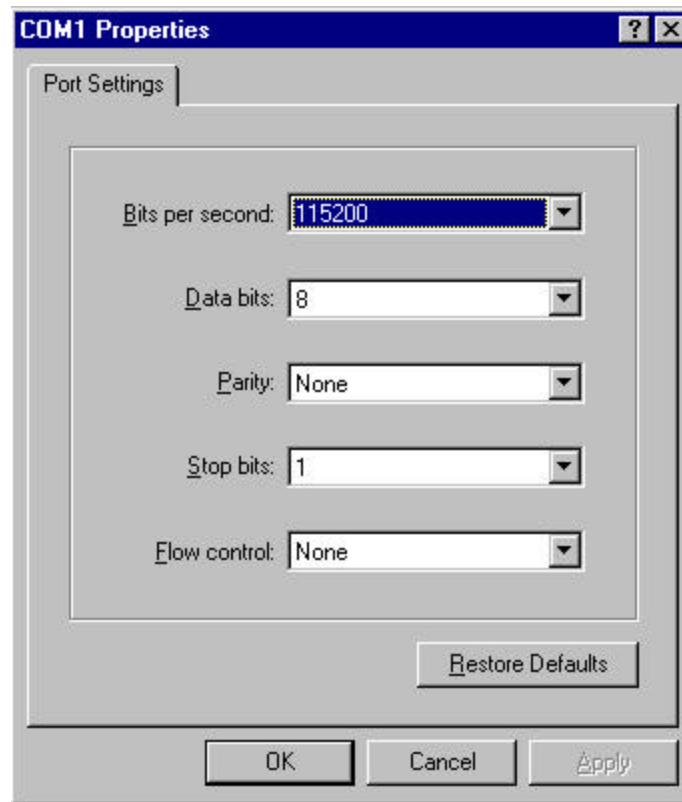 COM1 Properties
Port Settings
Bits per second: 115200
Data bits: 8
Parity: None
Stop bits: 1
Flow control: None
Restore Defaults
OK Cancel Apply